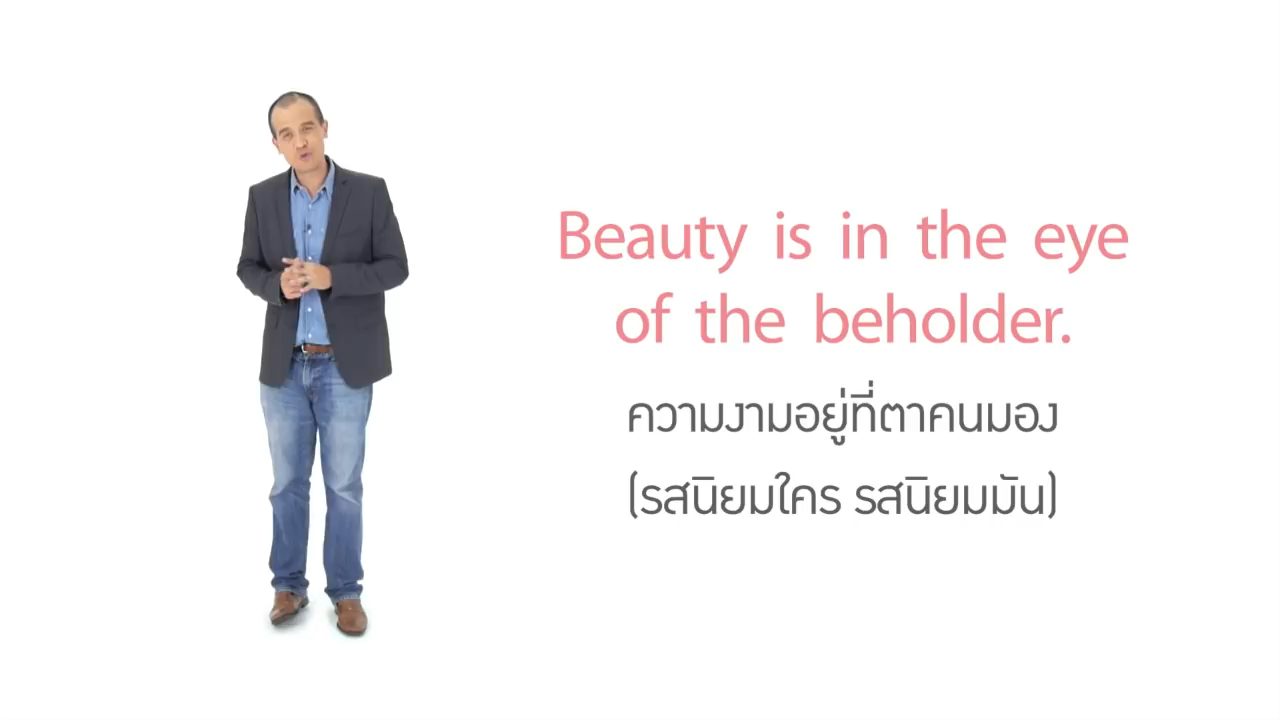 Beauty is in the eye
of the beholder.
ความงามอยู่ที่ตาคนมอง
(รสนิยมใคร รสนิยมมัน)